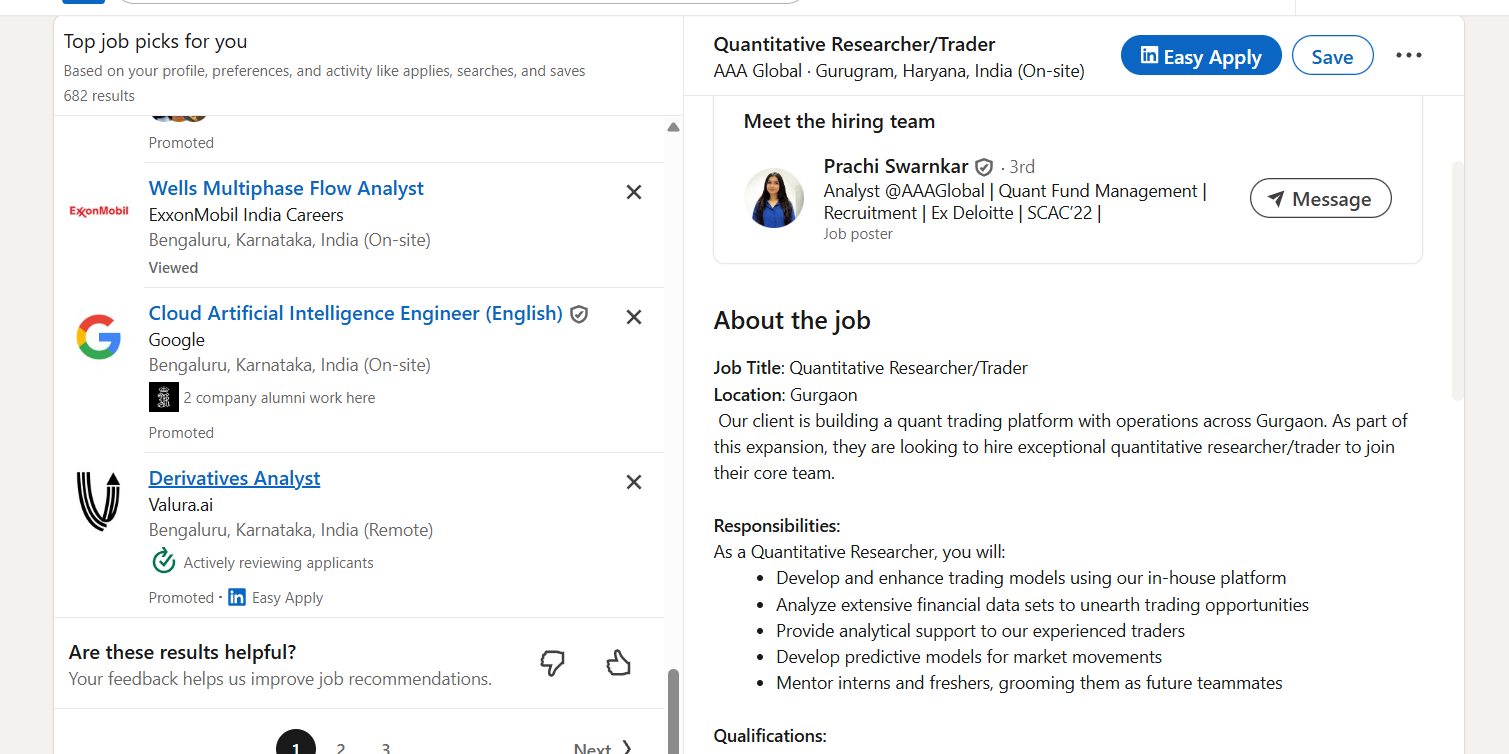 Top job picks for you
Based on your profile, preferences, and activity like applies, searches, and saves
682 results
Promoted
Wells Multiphase Flow Analyst
ExxonMobil
ExxonMobil India Careers
Bengaluru, Karnataka, India (On-site)
Viewed
Cloud Artificial Intelligence Engineer (English)
Google
Bengaluru, Karnataka, India (On-site)
2 company alumni work here
Promoted
Derivatives Analyst
Valura.ai
Bengaluru, Karnataka, India (Remote)
Actively reviewing applicants
Promoted · in Easy Apply
Are these results helpful?
Your feedback helps us improve job recommendations.
1 2 3 Next
Quantitative Researcher/Trader
AAA Global · Gurugram, Haryana, India (On-site)
in Easy Apply
Save
Meet the hiring team
Prachi Swarnkar · 3rd
Analyst @AAAGlobal | Quant Fund Management |
Recruitment | Ex Deloitte | SCAC’22 |
Job poster
Message
About the job
Job Title: Quantitative Researcher/Trader
Location: Gurgaon
Our client is building a quant trading platform with operations across Gurgaon. As part of
this expansion, they are looking to hire exceptional quantitative researcher/trader to join
their core team.
Responsibilities:
As a Quantitative Researcher, you will:
• Develop and enhance trading models using our in-house platform
• Analyze extensive financial data sets to unearth trading opportunities
• Provide analytical support to our experienced traders
• Develop predictive models for market movements
• Mentor interns and freshers, grooming them as future teammates
Qualifications: